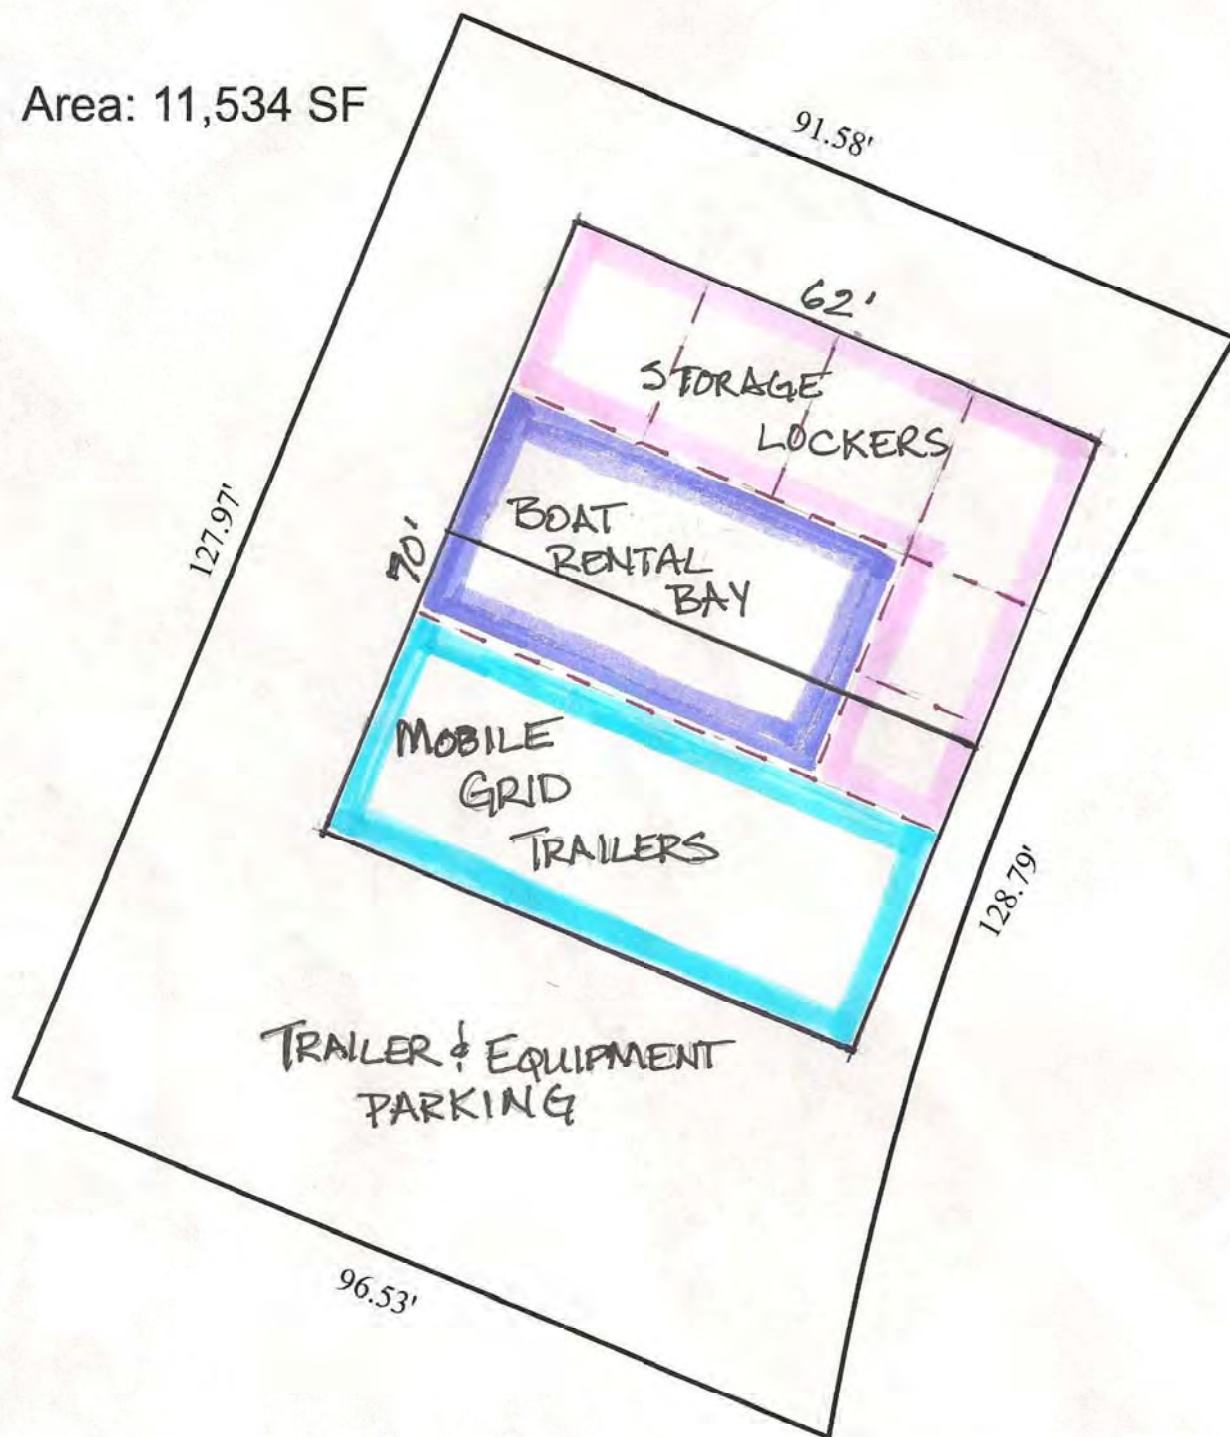 Area: 11,534 SF
91.58'
62'
STORAGE
LOCKERS
127.97'
70'
BOAT
RENTAL
BAY
MOBILE
GRID
TRAILERS
128.79'
TRAILER & EQUIPMENT
PARKING
96.53'